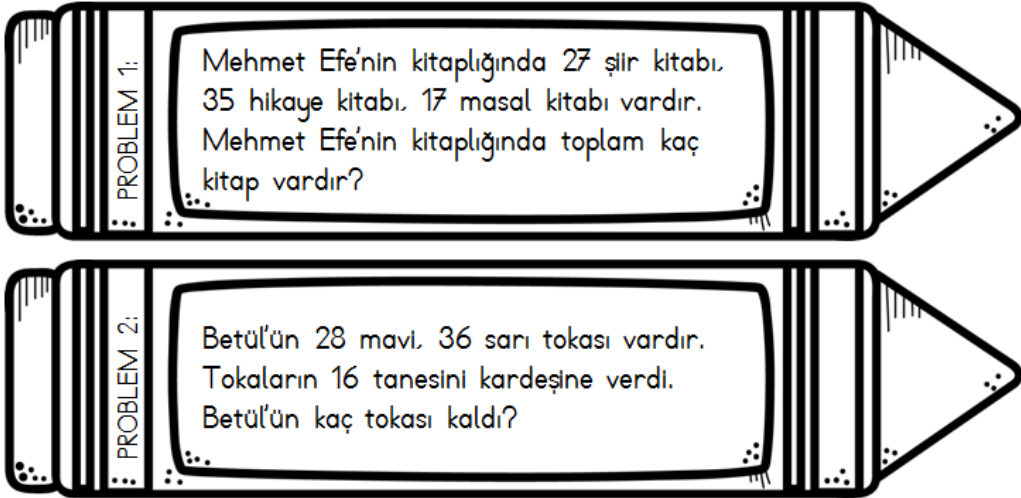 PROBLEM 1:
Mehmet Efe'nin kitaplığında 27 şiir kitabı,
35 hikaye kitabı, 17 masal kitabı vardır.
Mehmet Efe'nin kitaplığında toplam kaç
kitap vardır?
PROBLEM 2:
Betül'ün 28 mavi, 36 sarı tokası vardır.
Tokaların 16 tanesini kardeşine verdi.
Betül'ün kaç tokası kaldı?